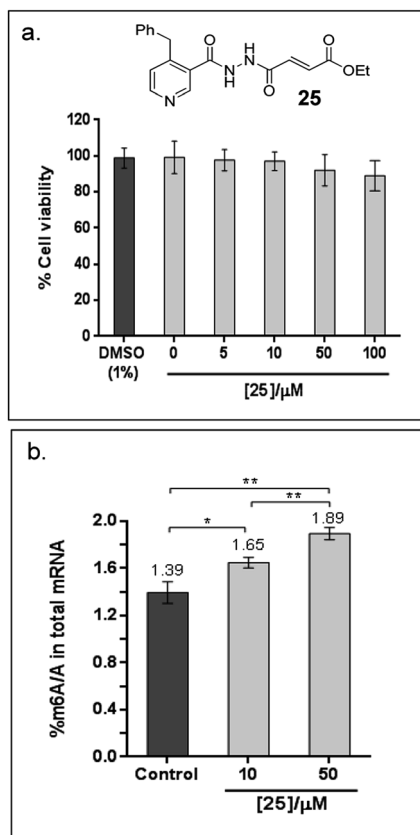 a.
Ph
O
H
N
N
H
O
O
OEt
N
25
% Cell viability
120
100
80
60
40
20
0
DMSO
(1%)
0 5 10 50 100
[25]/μM
b.
%m6A/A in total mRNA
** 
* **
1.39 1.65 1.89
2.0
1.6
1.2
0.8
0.4
0.0
Control 10 50
[25]/μM